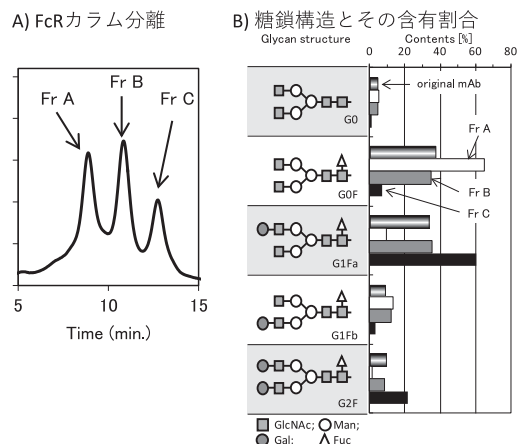 A) FcRカラム分離
Fr A
Fr B
Fr C
5
10
15
Time (min.)
B) 糖鎖構造とその含有割合
Glycan structure
Contents [%]
0
20
40
60
80
original mAb
G0
Fr A
G0F
Fr B
Fr C
G1Fa
G1Fb
G2F
GlcNAc;
Man;
Gal;
Fuc